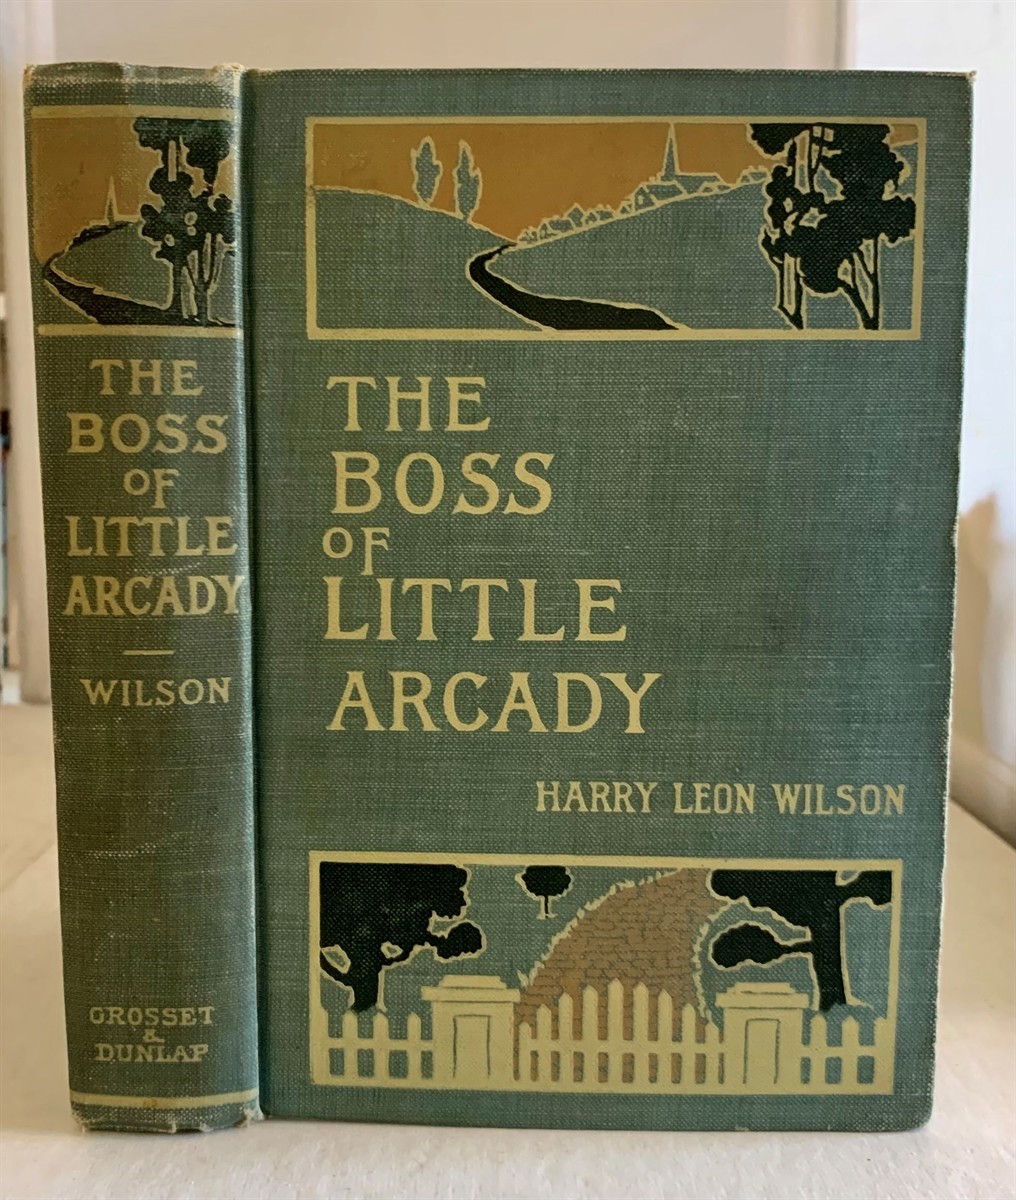 THE
BOSS
OF
LITTLE
ARCADY
WILSON
GROSSET
&
DUNLAP
THE
BOSS
OF
LITTLE
ARCADY
HARRY LEON WILSON